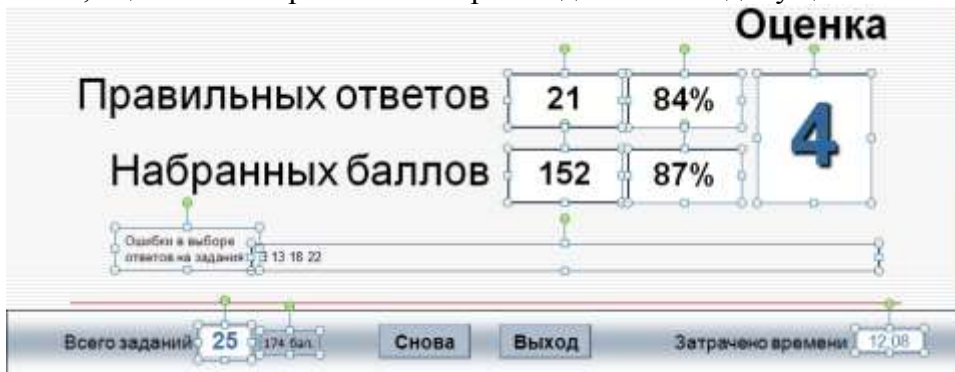 Оценка
Правильных ответов 21 84% 4
Набранных баллов 152 87%
Ошибки в выборе
ответов на задания: 3 13 18 22
Всего заданий 25 174 бал. Снова Выход Затрачено времени 12,08